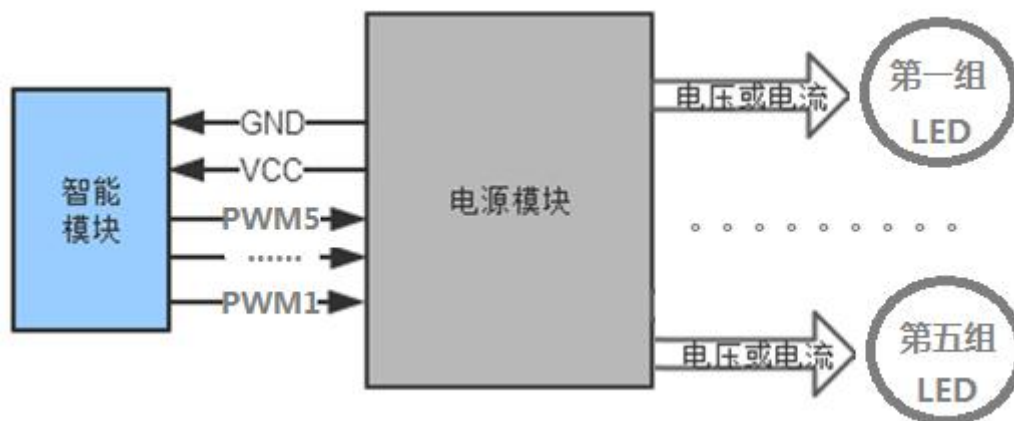 智能
模块
GND
VCC
PWM5
······
PWM1
电源模块
电压或电流
第一组
LED
电压或电流
第五组
LED